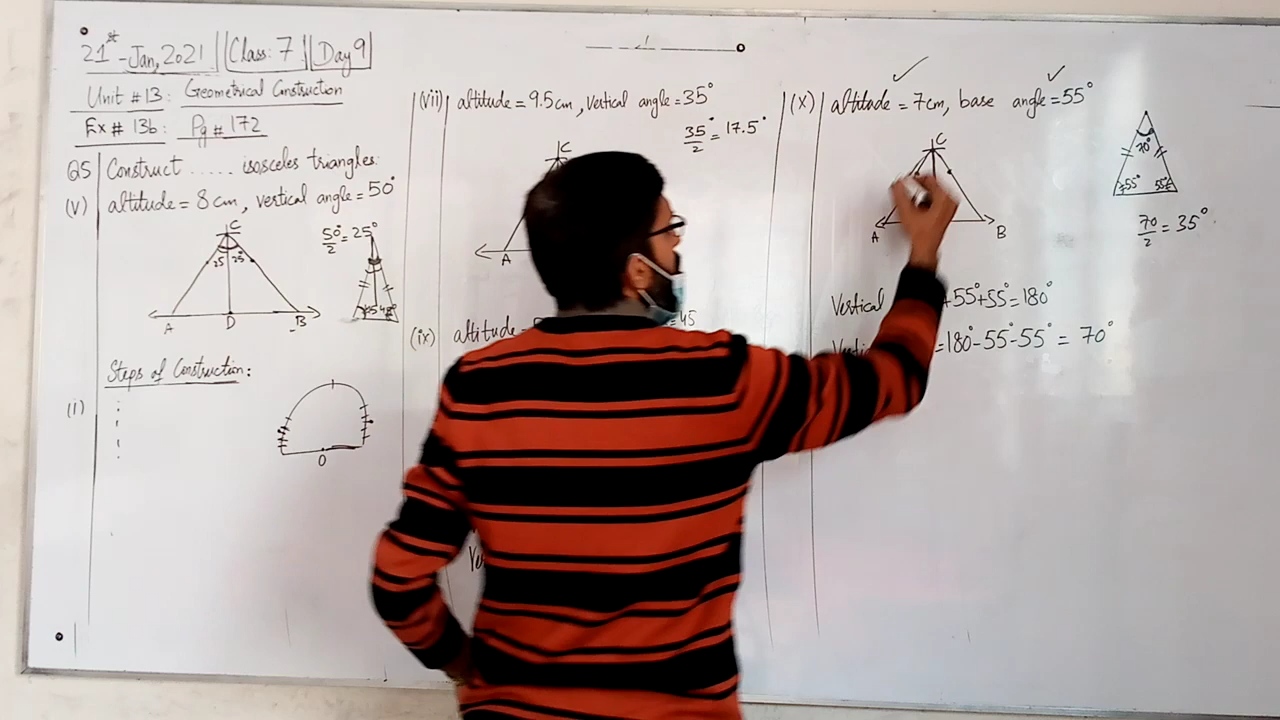 21st-Jan, 2021 || Class: 7 || Day 9
Unit # 13: Geometrical Construction
Ex # 13b: Pg # 172
Q5 Construct ..... isosceles triangles.
(v) altitude = 8 cm, vertical angle = 50°
C
25° 25°
A D B
50°/2 = 25°
Steps of Construction:
(i)
O
(vii) altitude = 9.5 cm, vertical angle = 35°
35°/2 = 17.5°
C
A
(ix) altitude = 45
(x) altitude = 7cm, base angle = 55°
C
A B
70°
55° 55°
70/2 = 35°
Vertical +55°+55° = 180°
=180°-55°-55° = 70°